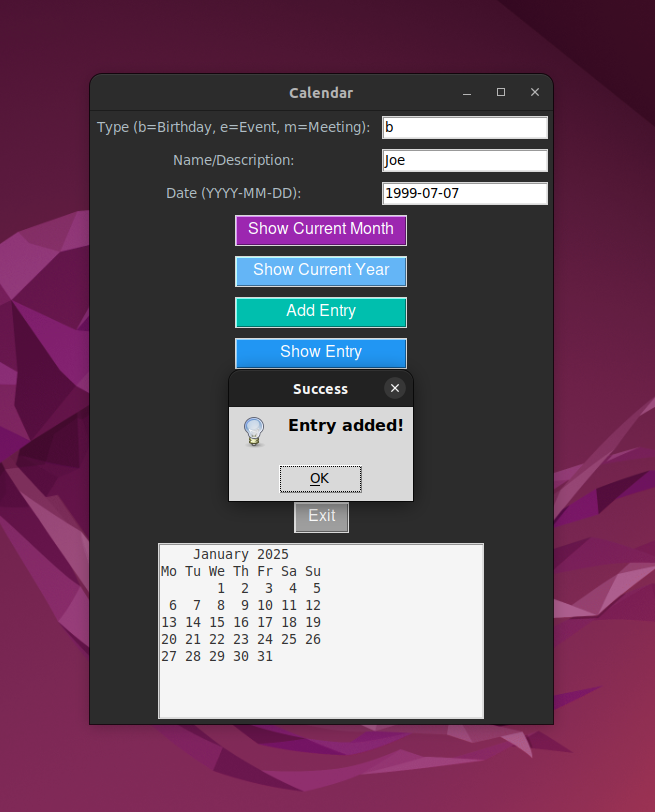 Calendar
Type (b=Birthday, e=Event, m=Meeting): b
Name/Description: Joe
Date (YYYY-MM-DD): 1999-07-07
Show Current Month
Show Current Year
Add Entry
Show Entry
Success
Entry added!
OK
Exit
January 2025
Mo Tu We Th Fr Sa Su
1 2 3 4 5
6 7 8 9 10 11 12
13 14 15 16 17 18 19
20 21 22 23 24 25 26
27 28 29 30 31